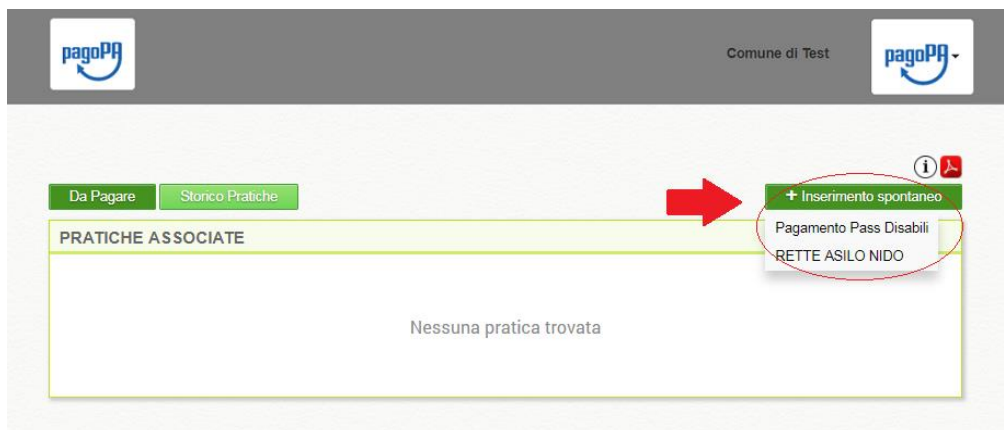 pagoPA
Comune di Test
pagoPA
i
Da Pagare
Storico Pratiche
+ Inserimento spontaneo
PRATICHE ASSOCIATE
Pagamento Pass Disabili
RETTE ASILO NIDO
Nessuna pratica trovata